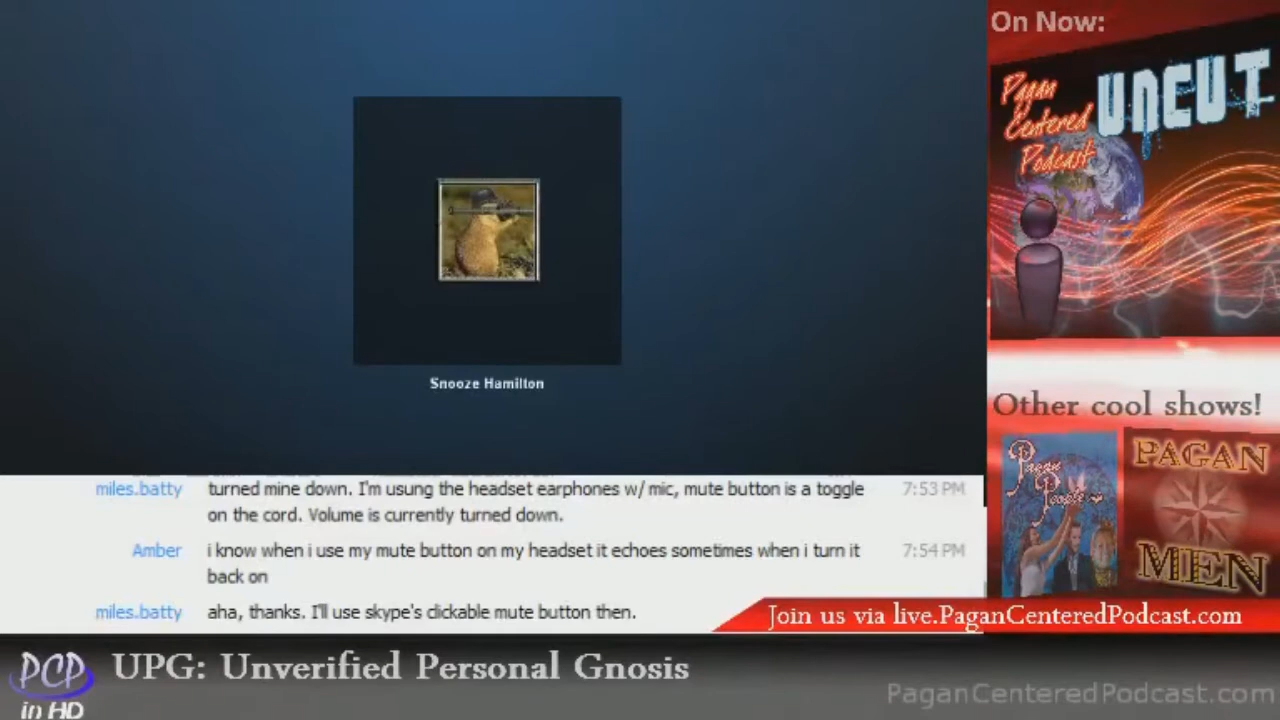 On Now:
Pagan
Centered
Podcast
UNCUT
Snooze Hamilton
Other cool shows!
Pagan
People
PAGAN
MEN
miles.batty turned mine down. I'm usung the headset earphones w/ mic, mute button is a toggle 7:53 PM
on the cord. Volume is currently turned down.
Amber i know when i use my mute button on my headset it echoes sometimes when i turn it 7:54 PM
back on
miles.batty aha, thanks. I'll use skype's clickable mute button then.
Join us via live.PaganCenteredPodcast.com
PCP
in HD
UPG: Unverified Personal Gnosis
PaganCenteredPodcast.com